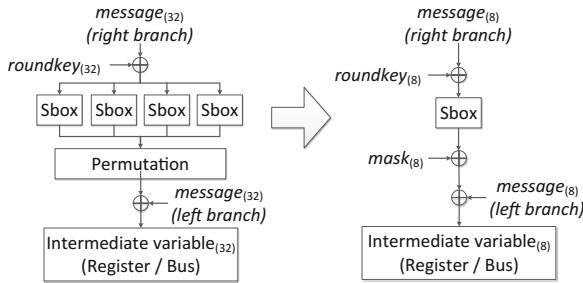 message(32)
(right branch)
roundkey(32)
Sbox Sbox Sbox Sbox
Permutation
message(32)
(left branch)
Intermediate variable(32)
(Register / Bus)
message(8)
(right branch)
roundkey(8)
Sbox
mask(8)
message(8)
(left branch)
Intermediate variable(8)
(Register / Bus)